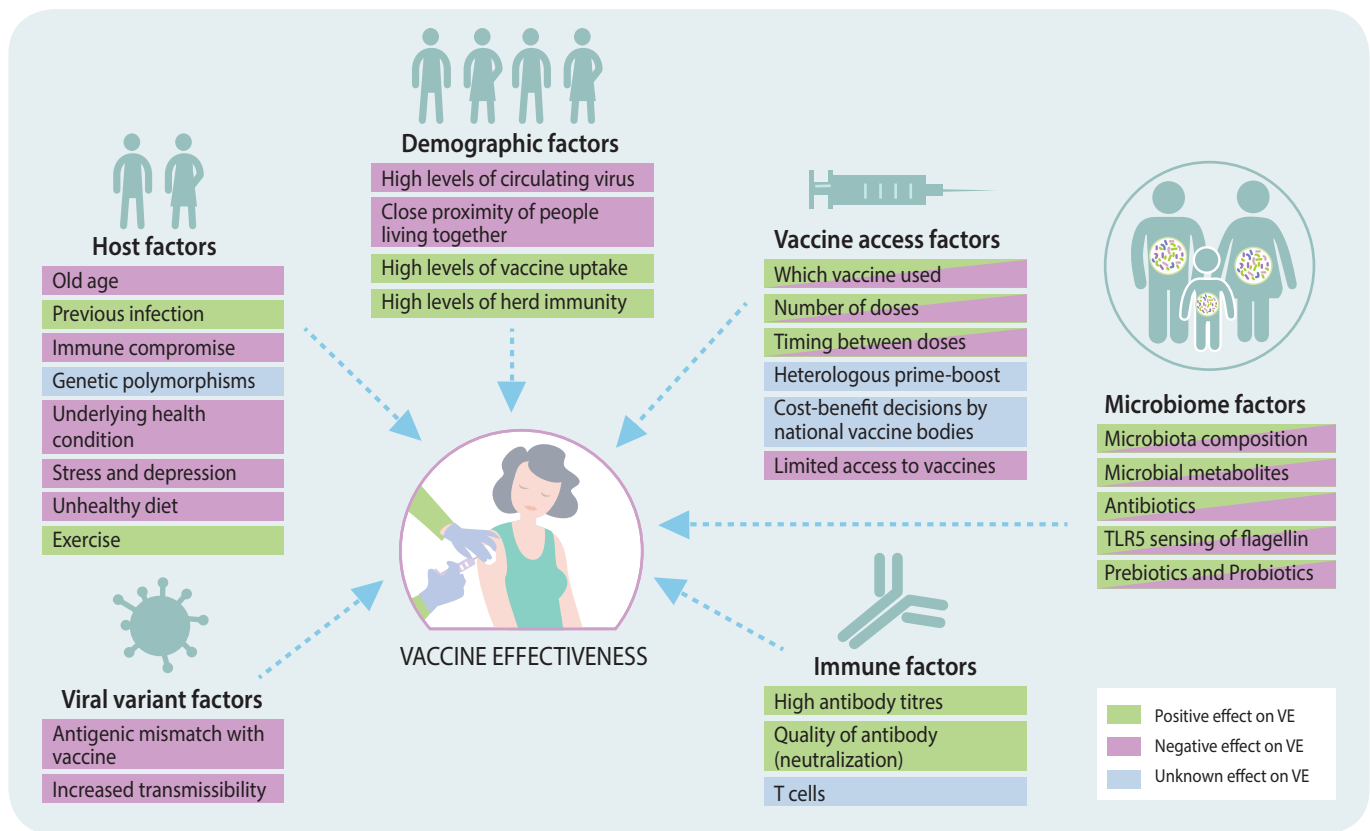 Demographic factors
High levels of circulating virus
Close proximity of people
living together
High levels of vaccine uptake
High levels of herd immunity
Host factors
Old age
Previous infection
Immune compromise
Genetic polymorphisms
Underlying health
condition
Stress and depression
Unhealthy diet
Exercise
Vaccine access factors
Which vaccine used
Number of doses
Timing between doses
Heterologous prime-boost
Cost-benefit decisions by
national vaccine bodies
Limited access to vaccines
Microbiome factors
Microbiota composition
Microbial metabolites
Antibiotics
TLR5 sensing of flagellin
Prebiotics and Probiotics
VACCINE EFFECTIVENESS
Viral variant factors
Antigenic mismatch with
vaccine
Increased transmissibility
Immune factors
High antibody titres
Quality of antibody
(neutralization)
T cells
Positive effect on VE
Negative effect on VE
Unknown effect on VE